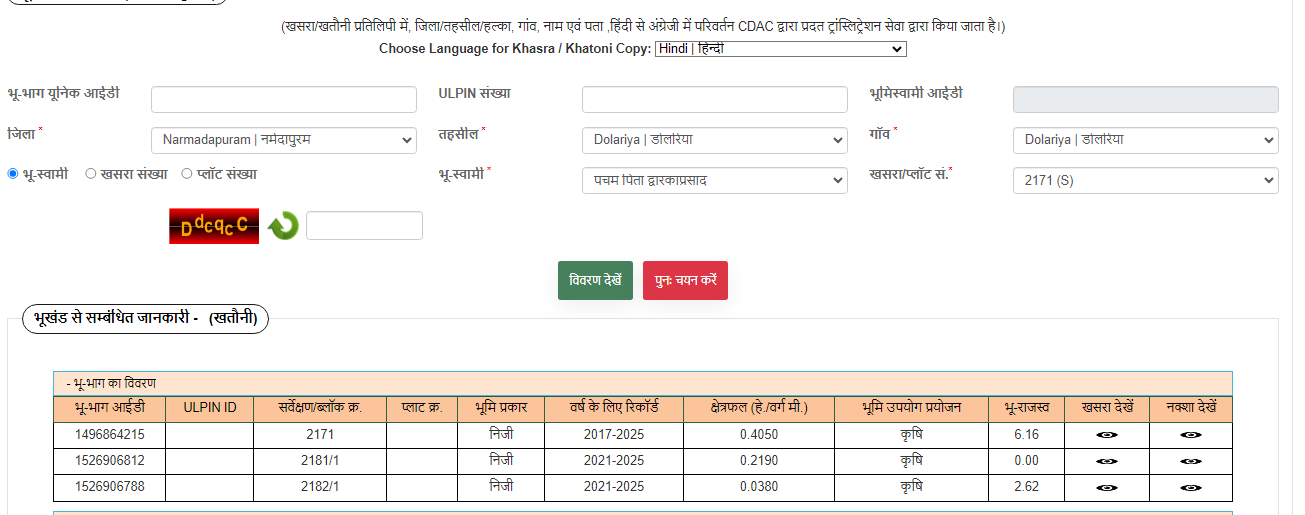 (खसरा/खतौनी प्रतिलिपी में, जिला/तहसील/हल्का, गांव, नाम एवं पता ,हिंदी से अंग्रेजी में परिवर्तन CDAC द्वारा प्रदत ट्रांस्लिट्रेशन सेवा द्वारा किया जाता है।)
Choose Language for Khasra / Khatoni Copy: Hindi | हिन्दी
भू-भाग यूनिक आईडी ULPIN संख्या भूमिस्वामी आईडी
जिला * Narmadapuram | नर्मदापुरम तहसील * Dolariya | डोलरिया गाँव * Dolariya | डोलरिया
भू-स्वामी खसरा संख्या प्लॉट संख्या भू-स्वामी * पचम पिता द्वारकाप्रसाद खसरा/प्लॉट सं.* 2171 (S)
DdcqcC
विवरण देखें पुनः चयन करें
भूखंड से सम्बंधित जानकारी - (खतौनी)
- भू-भाग का विवरण
भू-भाग आईडी ULPIN ID सर्वेक्षण/ब्लॉक क्र. प्लाट क्र. भूमि प्रकार वर्ष के लिए रिकॉर्ड क्षेत्रफल (हे./वर्ग मी.) भूमि उपयोग प्रयोजन भू-राजस्व खसरा देखें नक्शा देखें
1496864215 2171 निजी 2017-2025 0.4050 कृषि 6.16
1526906812 2181/1 निजी 2021-2025 0.2190 कृषि 0.00
1526906788 2182/1 निजी 2021-2025 0.0380 कृषि 2.62